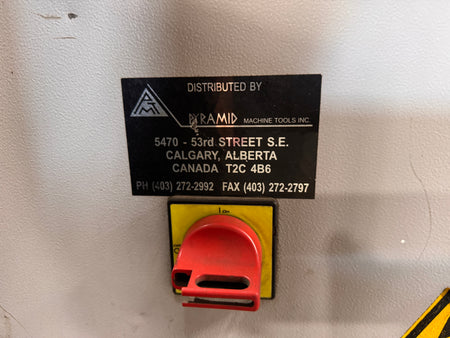 DISTRIBUTED BY
PYRAMID MACHINE TOOLS INC.
5470 - 53rd STREET S.E.
CALGARY, ALBERTA
CANADA T2C 4B6
PH (403) 272-2992 FAX (403) 272-2797